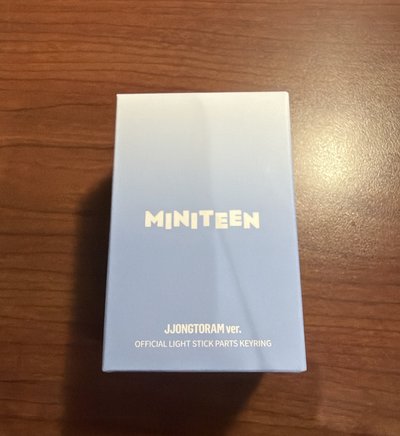 MINITEEN
JJONGTORAM ver.
OFFICIAL LIGHT STICK PARTS KEYRING